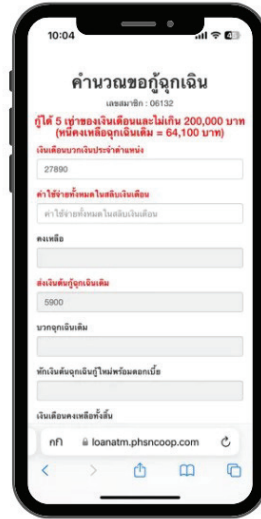 10:04
คำนวณขอกู้ฉุกเฉิน
เลขสมาชิก : 06132
กู้ได้ 5 เท่าของเงินเดือนและไม่เกิน 200,000 บาท
(หนี้คงเหลือฉุกเฉินเดิม = 64,100 บาท)
เงินเดือนบวกเงินประจำตำแหน่ง
27890
ค่าใช้จ่ายทั้งหมดในสลิบเงินเดือน
ค่าใช้จ่ายทั้งหมดในสลิบเงินเดือน
คงเหลือ
ส่งเงินต้นกู้ฉุกเฉินเดิม
5900
บวกฉุกเฉินเดิม
หักเงินต้นฉุกเฉินกู้ใหม่พร้อมดอกเบี้ย
เงินเดือนคงเหลือทั้งสิ้น
กก loanatm.phsncoop.com